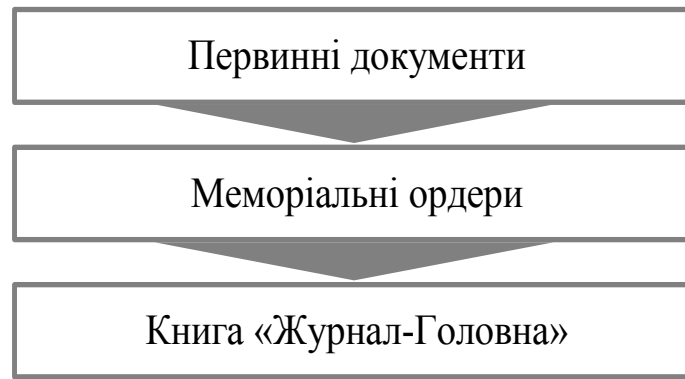 Первинні документи
Меморіальні ордери
Книга «Журнал-Головна»